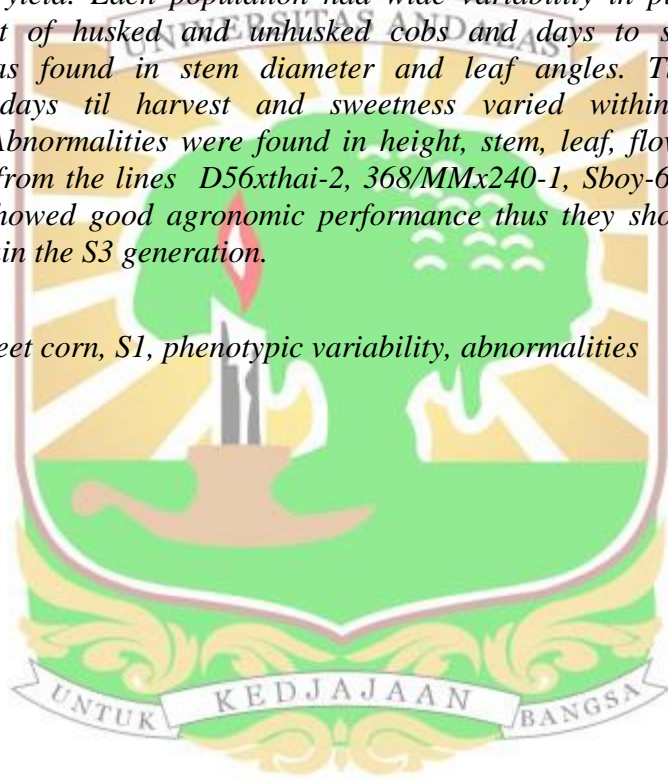 yield. Each population had wide variability in p
t of husked and unhusked cobs and days to s
as found in stem diameter and leaf angles. T
days til harvest and sweetness varied within
Abnormalities were found in height, stem, leaf, flow
from the lines D56xthai-2, 368/MMx240-1, Sboy-6
howed good agronomic performance thus they sho
in the S3 generation.
eet corn, S1, phenotypic variability, abnormalities
UNIVERSITAS ANDALAS
UNTUK KEDJAJAAN BANGSA